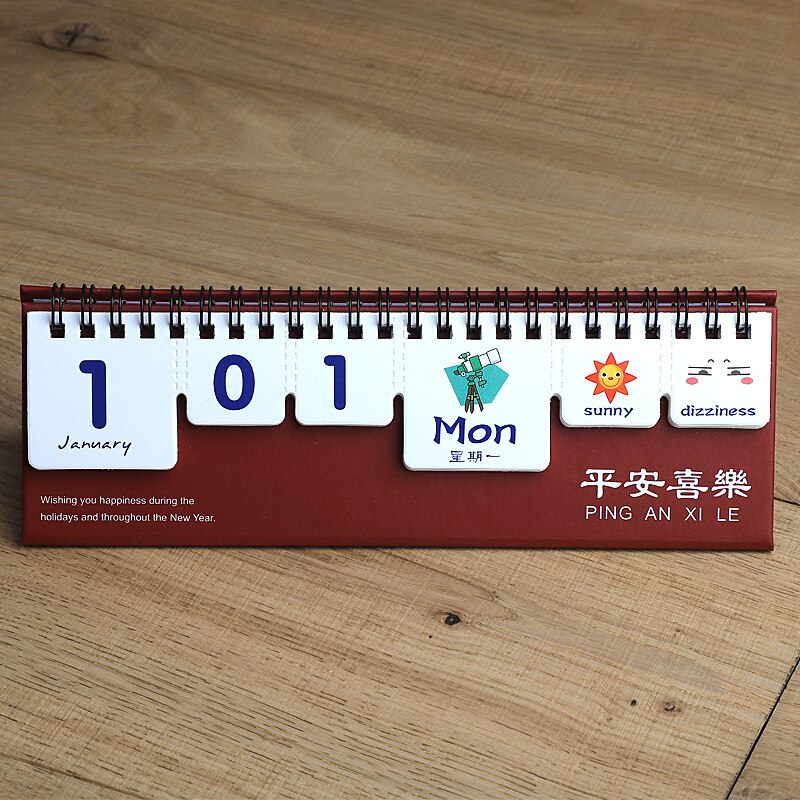 1
January
0
1
Mon
星期一
sunny
dizziness
Wishing you happiness during the
holidays and throughout the New Year.
平安喜樂
PING AN XI LE